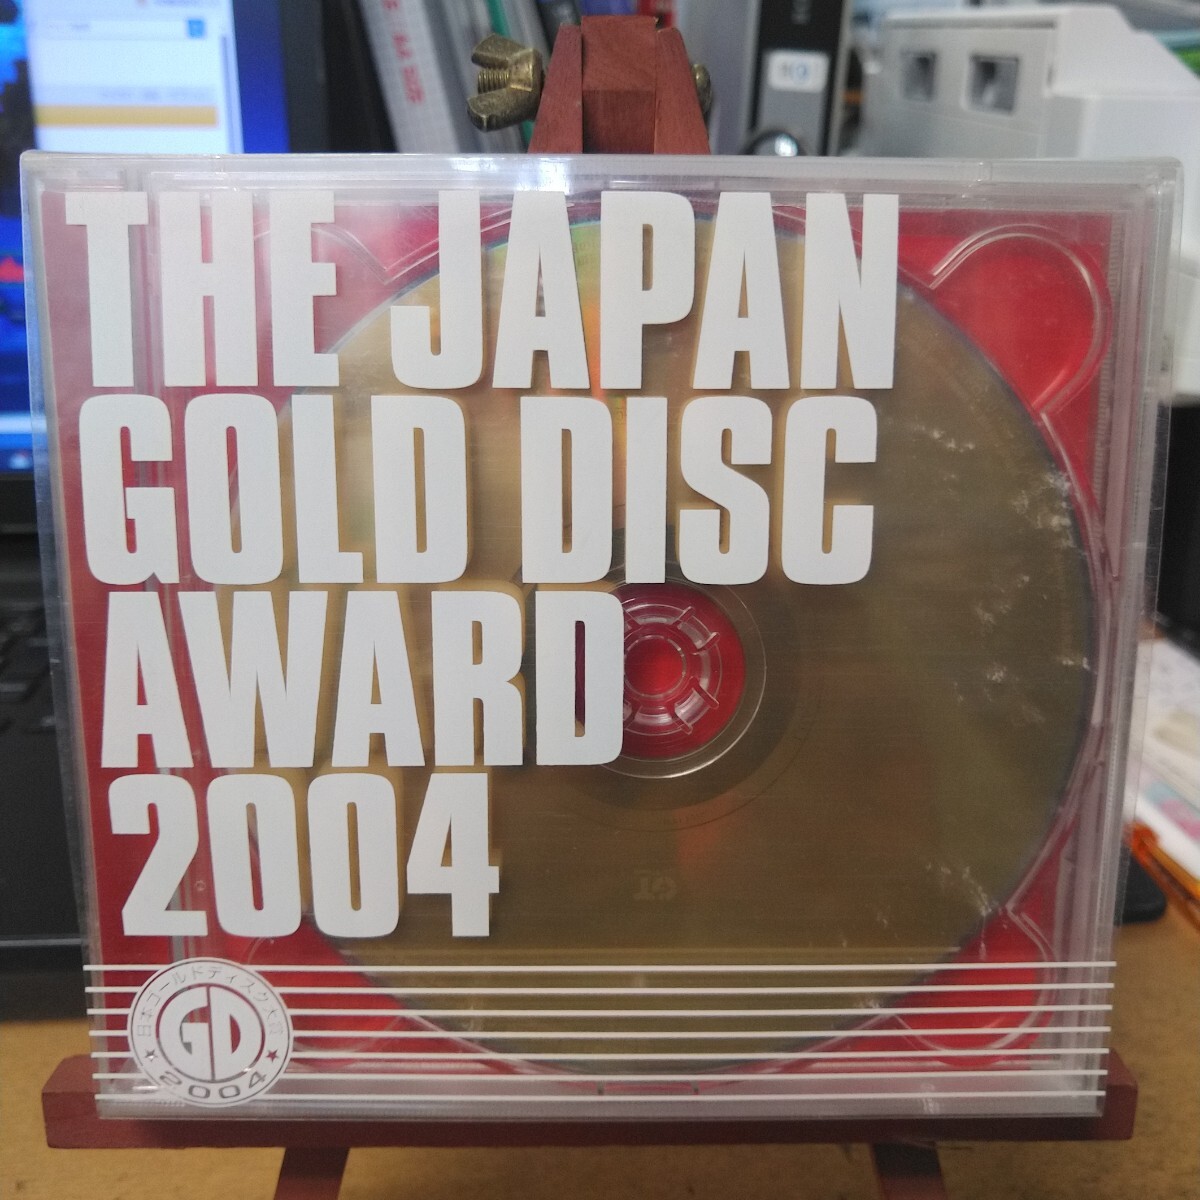 THE JAPAN
GOLD DISC
AWARD
2004
日本ゴールドディスク大賞
GD
★2004★